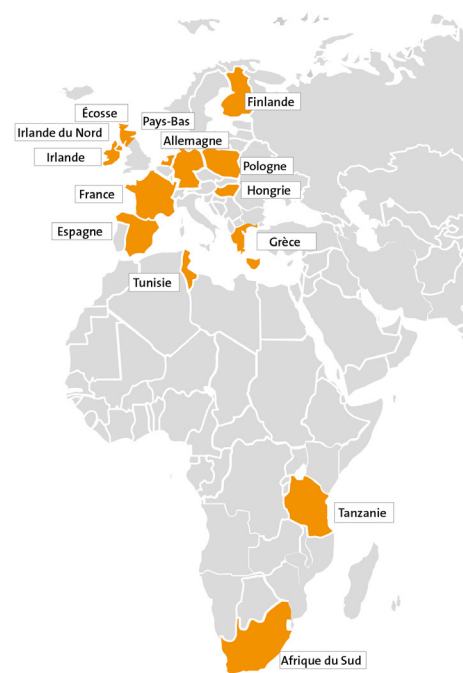 Finlande
Écosse
Pays-Bas
Irlande du Nord
Allemagne
Irlande
Pologne
France
Hongrie
Espagne
Grèce
Tunisie
Tanzanie
Afrique du Sud